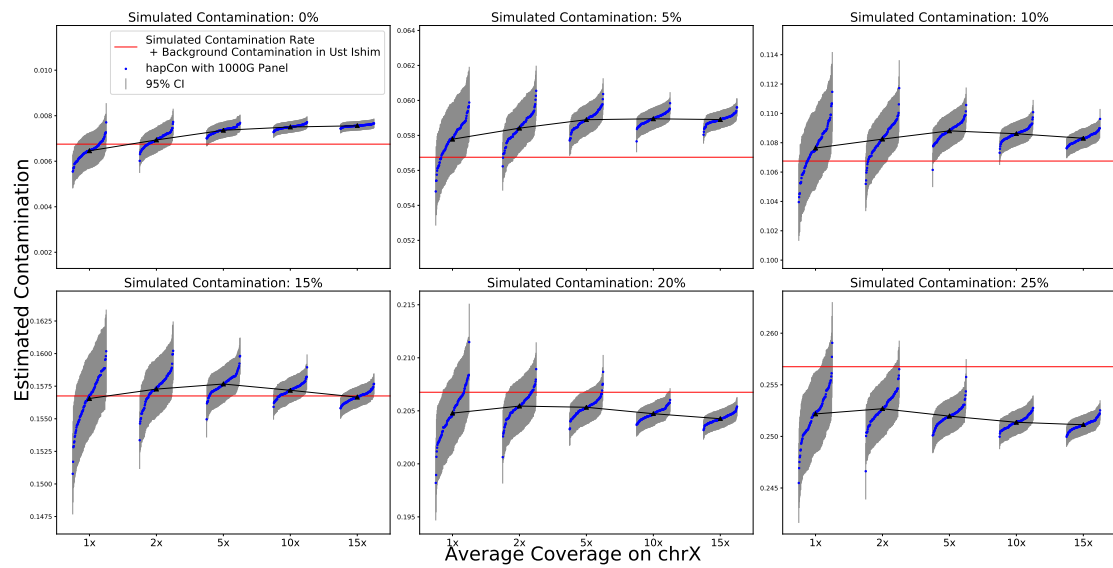 Simulated Contamination: 0%
Simulated Contamination: 5%
Simulated Contamination: 10%
Simulated Contamination Rate
+ Background Contamination in Ust Ishim
hapCon with 1000G Panel
95% CI
0.010
0.008
0.006
0.004
0.002
0.064
0.062
0.060
0.058
0.056
0.054
0.052
0.114
0.112
0.110
0.108
0.106
0.104
0.102
0.100
Estimated Contamination
Simulated Contamination: 15%
Simulated Contamination: 20%
Simulated Contamination: 25%
0.1625
0.1600
0.1575
0.1550
0.1525
0.1500
0.1475
0.215
0.210
0.205
0.200
0.195
0.260
0.255
0.250
0.245
1x 2x 5x 10x 15x
1x 2x 5x 10x 15x
1x 2x 5x 10x 15x
Average Coverage on chrX